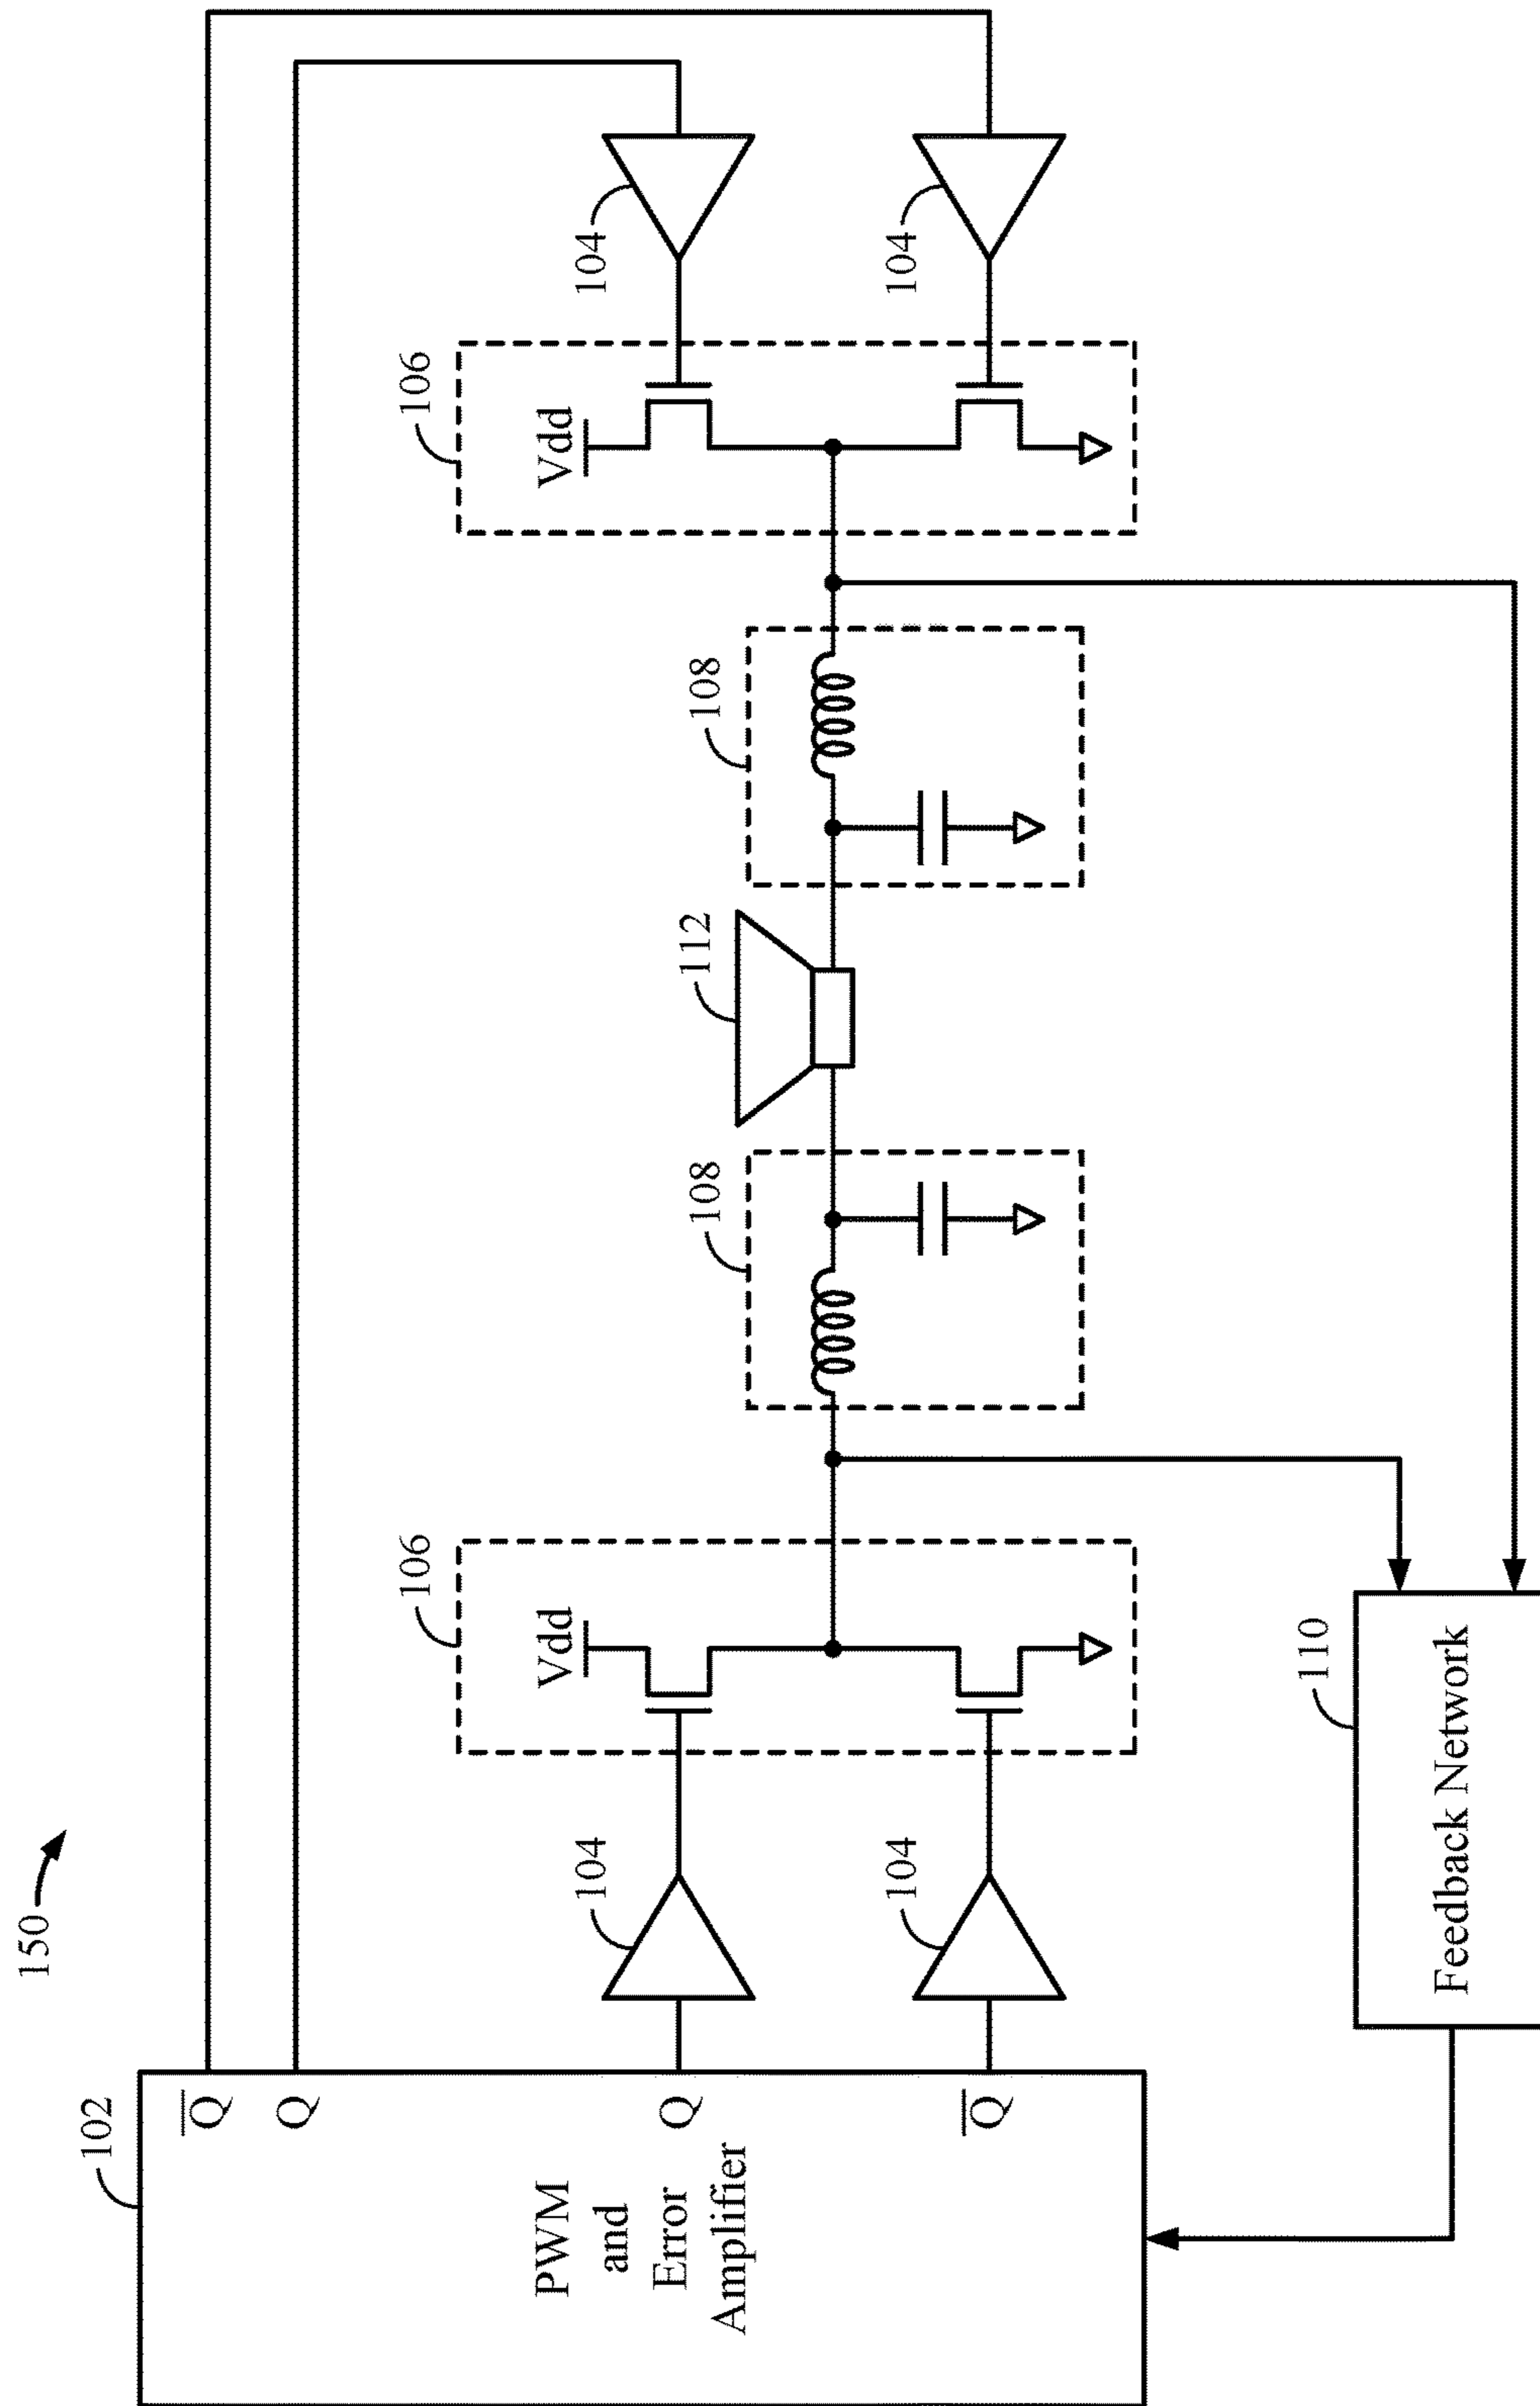 150
102
Q̅
Q
PWM
and
Error
Amplifier
Q
Q̅
104
104
106
Vdd
108
112
108
106
Vdd
104
104
110
Feedback Network